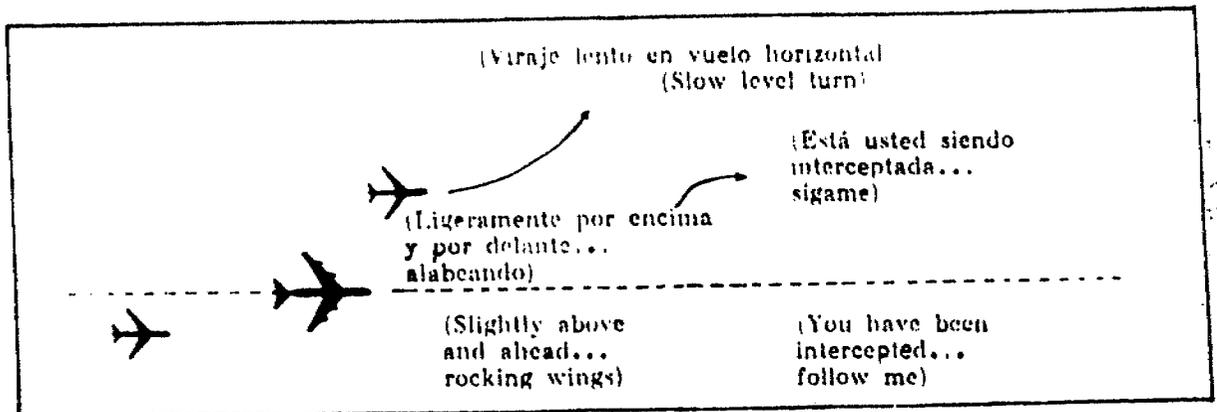 (Viraje lento en vuelo horizontal
(Slow level turn)
(Está usted siendo
interceptada...
sígame)
(Ligeramente por encima
y por delante...
alabeando)
(Slightly above
and ahead...
rocking wings)
(You have been
intercepted...
follow me)